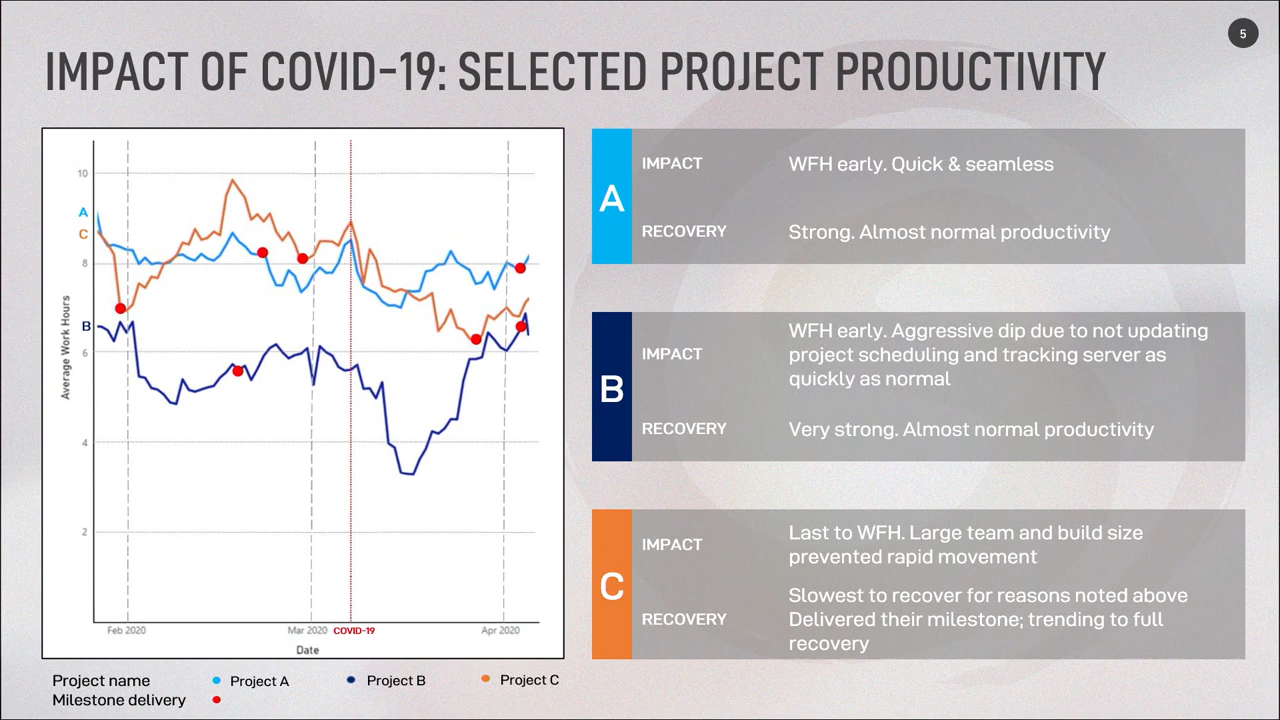 5
IMPACT OF COVID-19: SELECTED PROJECT PRODUCTIVITY
10
A
C
8
B
6
4
2
Average Work Hours
Feb 2020
Mar 2020
COVID-19
Apr 2020
Date
Project name
Project A
Project B
Project C
Milestone delivery
A
IMPACT
WFH early. Quick & seamless
RECOVERY
Strong. Almost normal productivity
B
IMPACT
WFH early. Aggressive dip due to not updating
project scheduling and tracking server as
quickly as normal
RECOVERY
Very strong. Almost normal productivity
C
IMPACT
Last to WFH. Large team and build size
prevented rapid movement
RECOVERY
Slowest to recover for reasons noted above
Delivered their milestone; trending to full
recovery